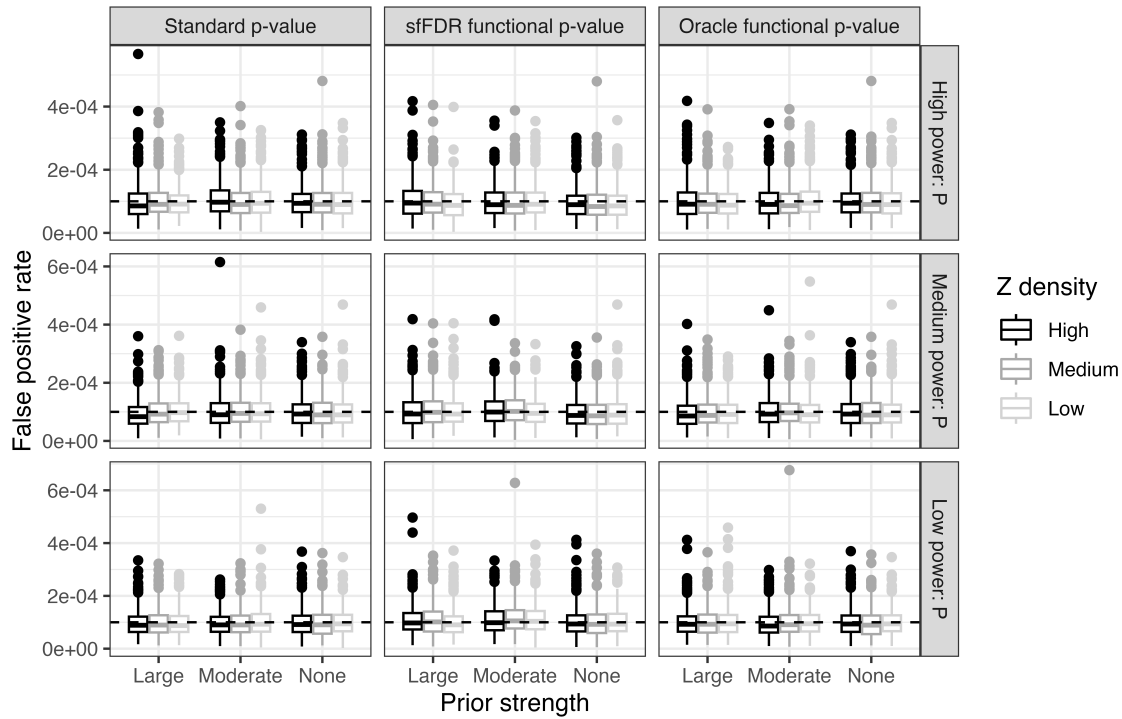 Standard p-value
sfFDR functional p-value
Oracle functional p-value
False positive rate
4e-04
2e-04
0e+00
High power: P
6e-04
4e-04
2e-04
0e+00
Medium power: P
6e-04
4e-04
2e-04
0e+00
Low power: P
Large Moderate None
Large Moderate None
Large Moderate None
Prior strength
Z density
High
Medium
Low